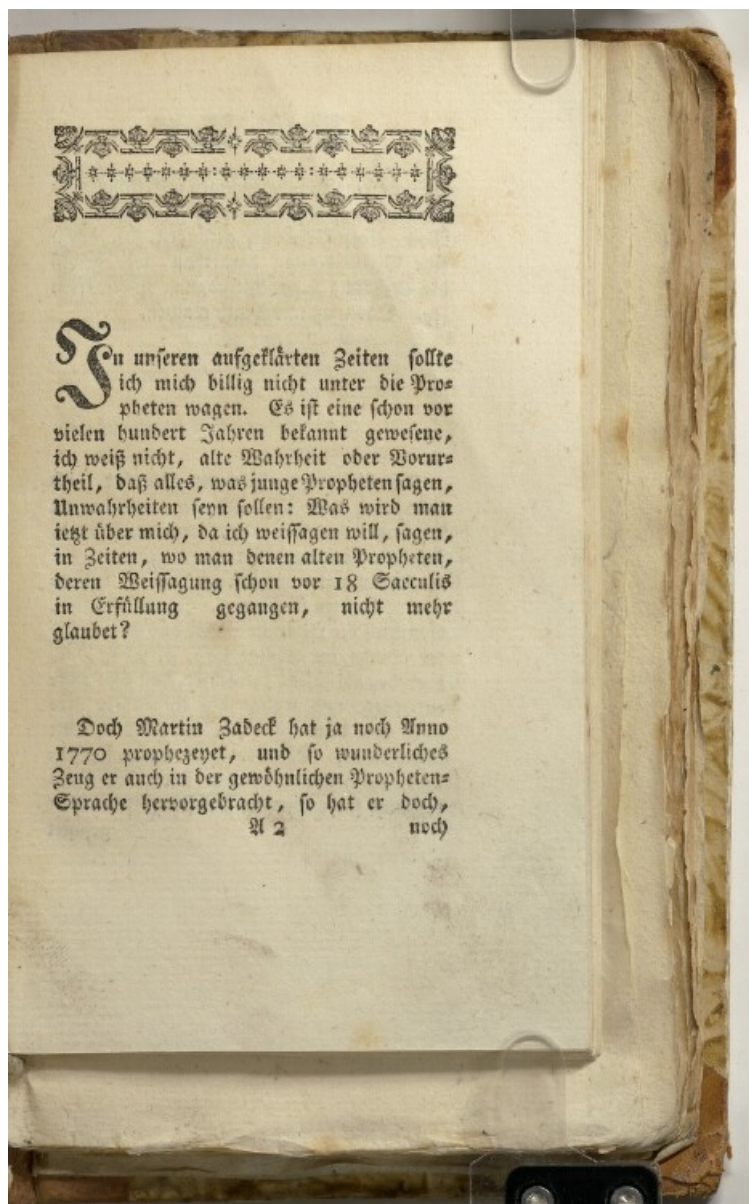 In unseren aufgeklärten Zeiten sollte
ich mich billig nicht unter die Pro⸗
pheten wagen. Es ist eine schon vor
vielen hundert Jahren bekannt gewesene,
ich weiß nicht, alte Wahrheit oder Vorur⸗
theil, daß alles, was junge Propheten sagen,
Unwahrheiten seyn sollen: Was wird man
ietzt über mich, da ich weissagen will, sagen,
in Zeiten, wo man denen alten Propheten,
deren Weissagung schon vor 18 Saeculis
in Erfüllung gegangen, nicht mehr
glaubet?
Doch Martin Zadeck hat ja noch Anno
1770 prophezeyet, und so wunderliches
Zeug er auch in der gewöhnlichen Propheten⸗
Sprache hervorgebracht, so hat er doch,
A 2 noch